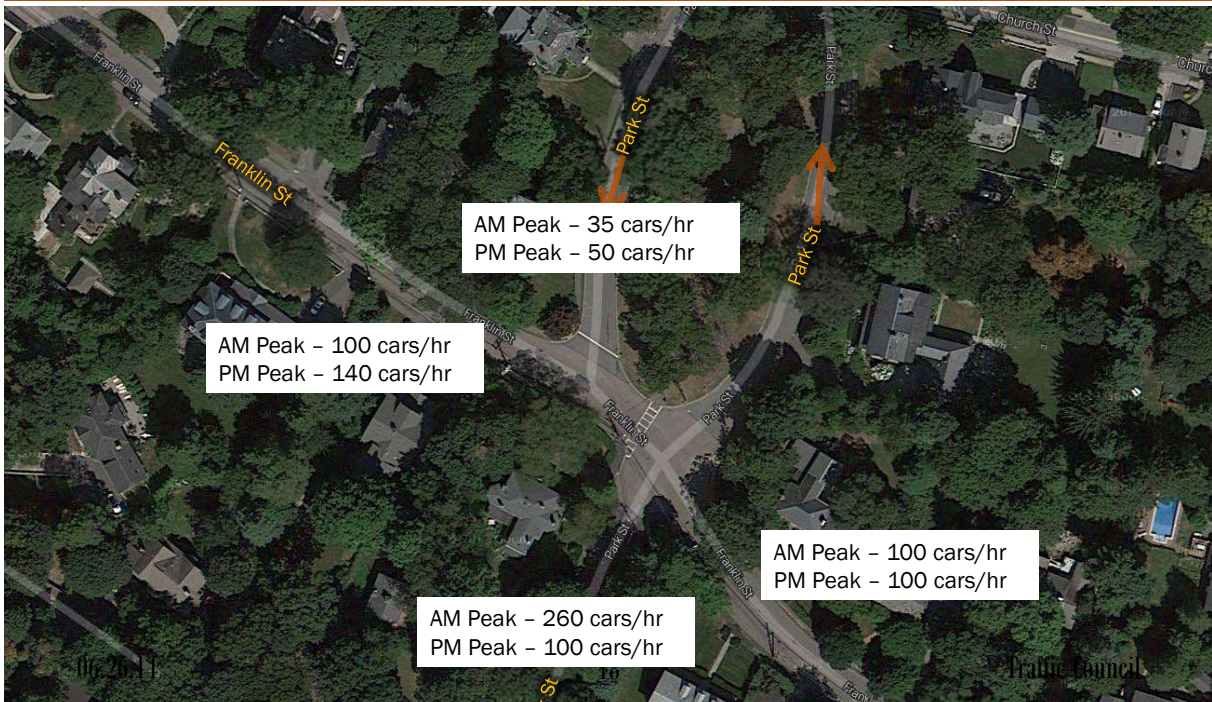 Church St
Church
Park St
Franklin St
Park St
Franklin St
AM Peak – 35 cars/hr
PM Peak – 50 cars/hr
Park St
Franklin St
AM Peak – 100 cars/hr
PM Peak – 140 cars/hr
Park St
Franklin St
Park St
AM Peak – 100 cars/hr
PM Peak – 100 cars/hr
Franklin St
AM Peak – 260 cars/hr
PM Peak – 100 cars/hr
Traffic Council
St